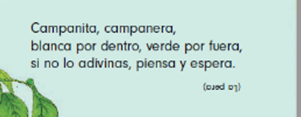 Campanita, campanera,
blanca por dentro, verde por fuera,
si no lo adivinas, piensa y espera.
(La pera)